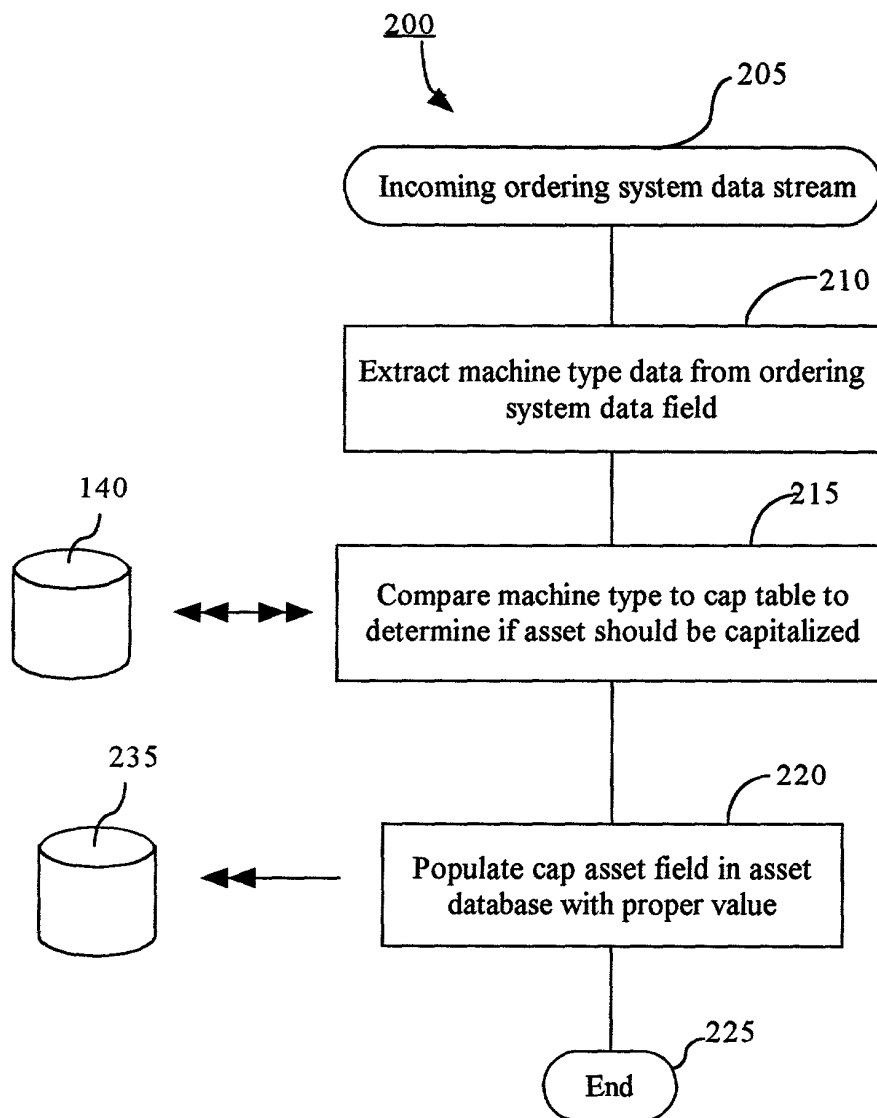 200
205
Incoming ordering system data stream
210
Extract machine type data from ordering
system data field
140
215
Compare machine type to cap table to
determine if asset should be capitalized
235
220
Populate cap asset field in asset
database with proper value
225
End